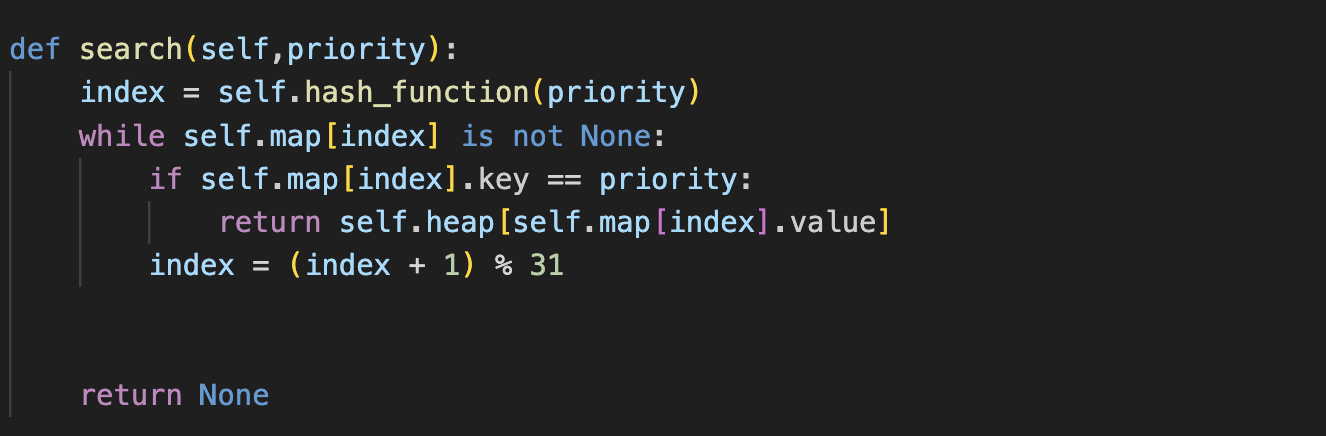 def search(self,priority):
    index = self.hash_function(priority)
    while self.map[index] is not None:
        if self.map[index].key == priority:
            return self.heap[self.map[index].value]
        index = (index + 1) % 31
    return None